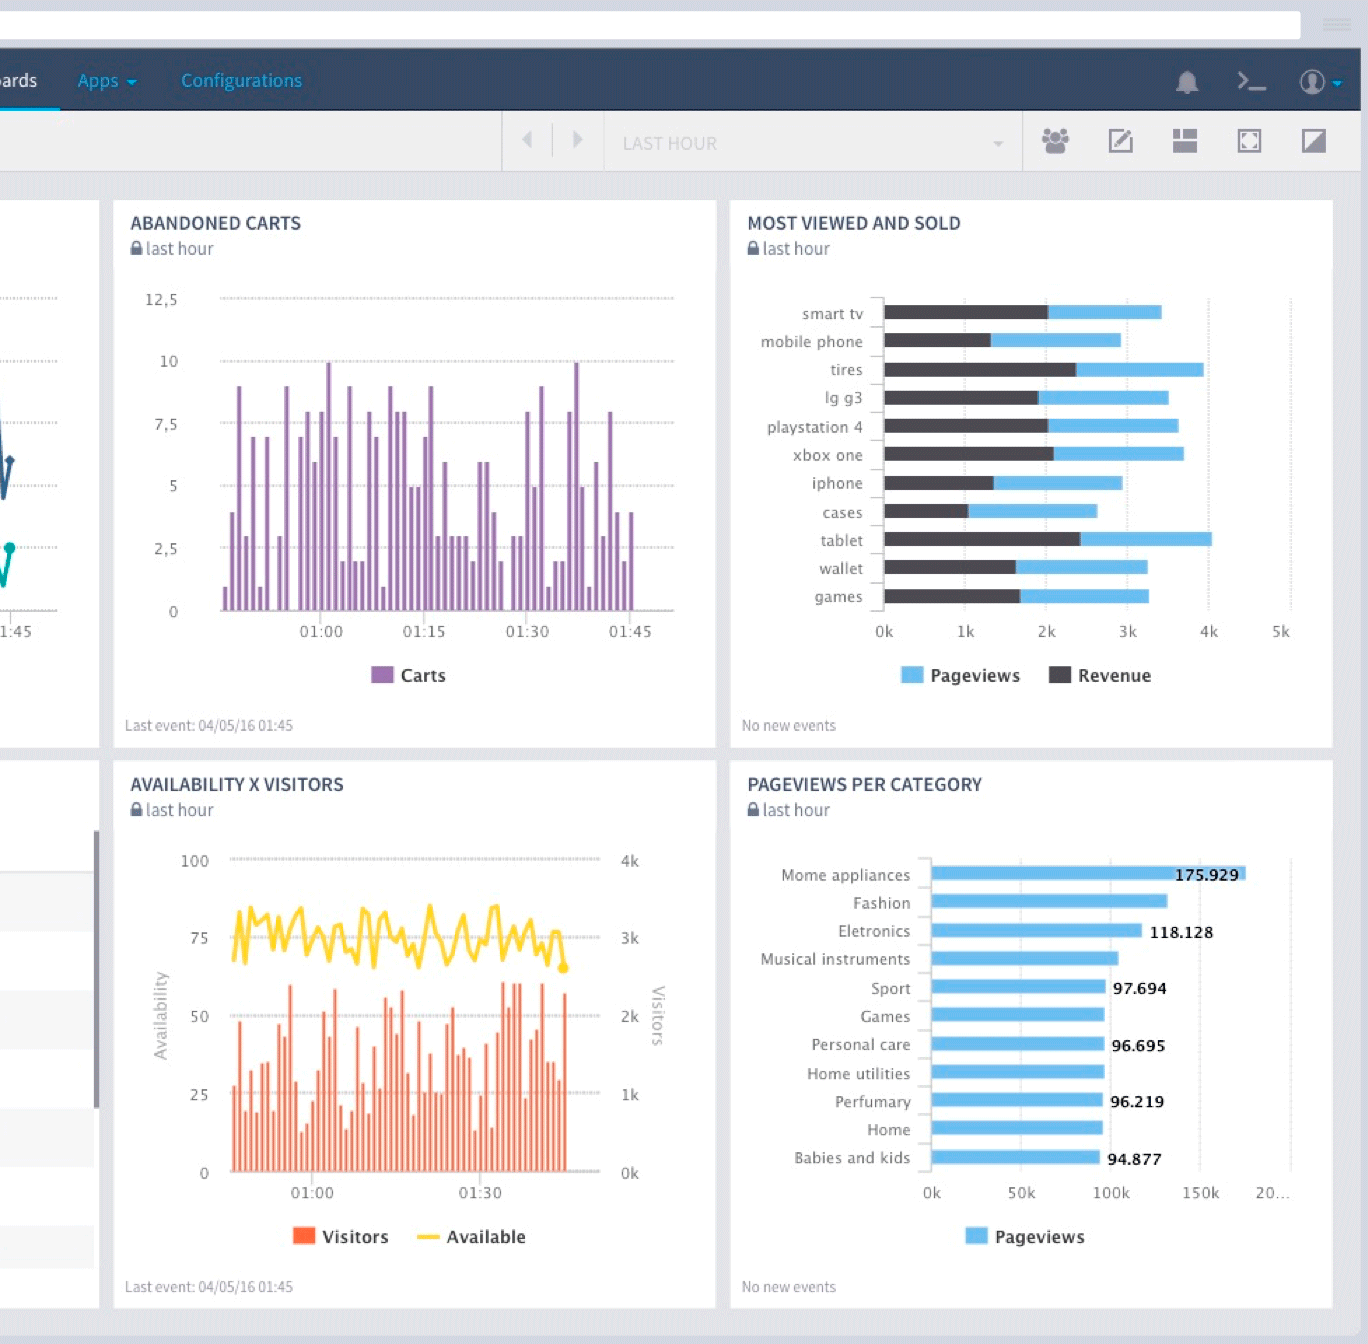 ards Apps Configurations
LAST HOUR
ABANDONED CARTS
last hour
12,5
10
7,5
5
2,5
0
01:00 01:15 01:30 01:45
Carts
Last event: 04/05/16 01:45
MOST VIEWED AND SOLD
last hour
smart tv
mobile phone
tires
lg g3
playstation 4
xbox one
iphone
cases
tablet
wallet
games
0k 1k 2k 3k 4k 5k
Pageviews Revenue
No new events
1:45
AVAILABILITY X VISITORS
last hour
100 4k
75 3k
50 2k
25 1k
0 0k
Availability
Visitors
01:00 01:30
Visitors Available
Last event: 04/05/16 01:45
PAGEVIEWS PER CATEGORY
last hour
Mome appliances 175.929
Fashion
Eletronics 118.128
Musical instruments
Sport 97.694
Games
Personal care 96.695
Home utilities
Perfumary 96.219
Home
Babies and kids 94.877
0k 50k 100k 150k 20...
Pageviews
No new events